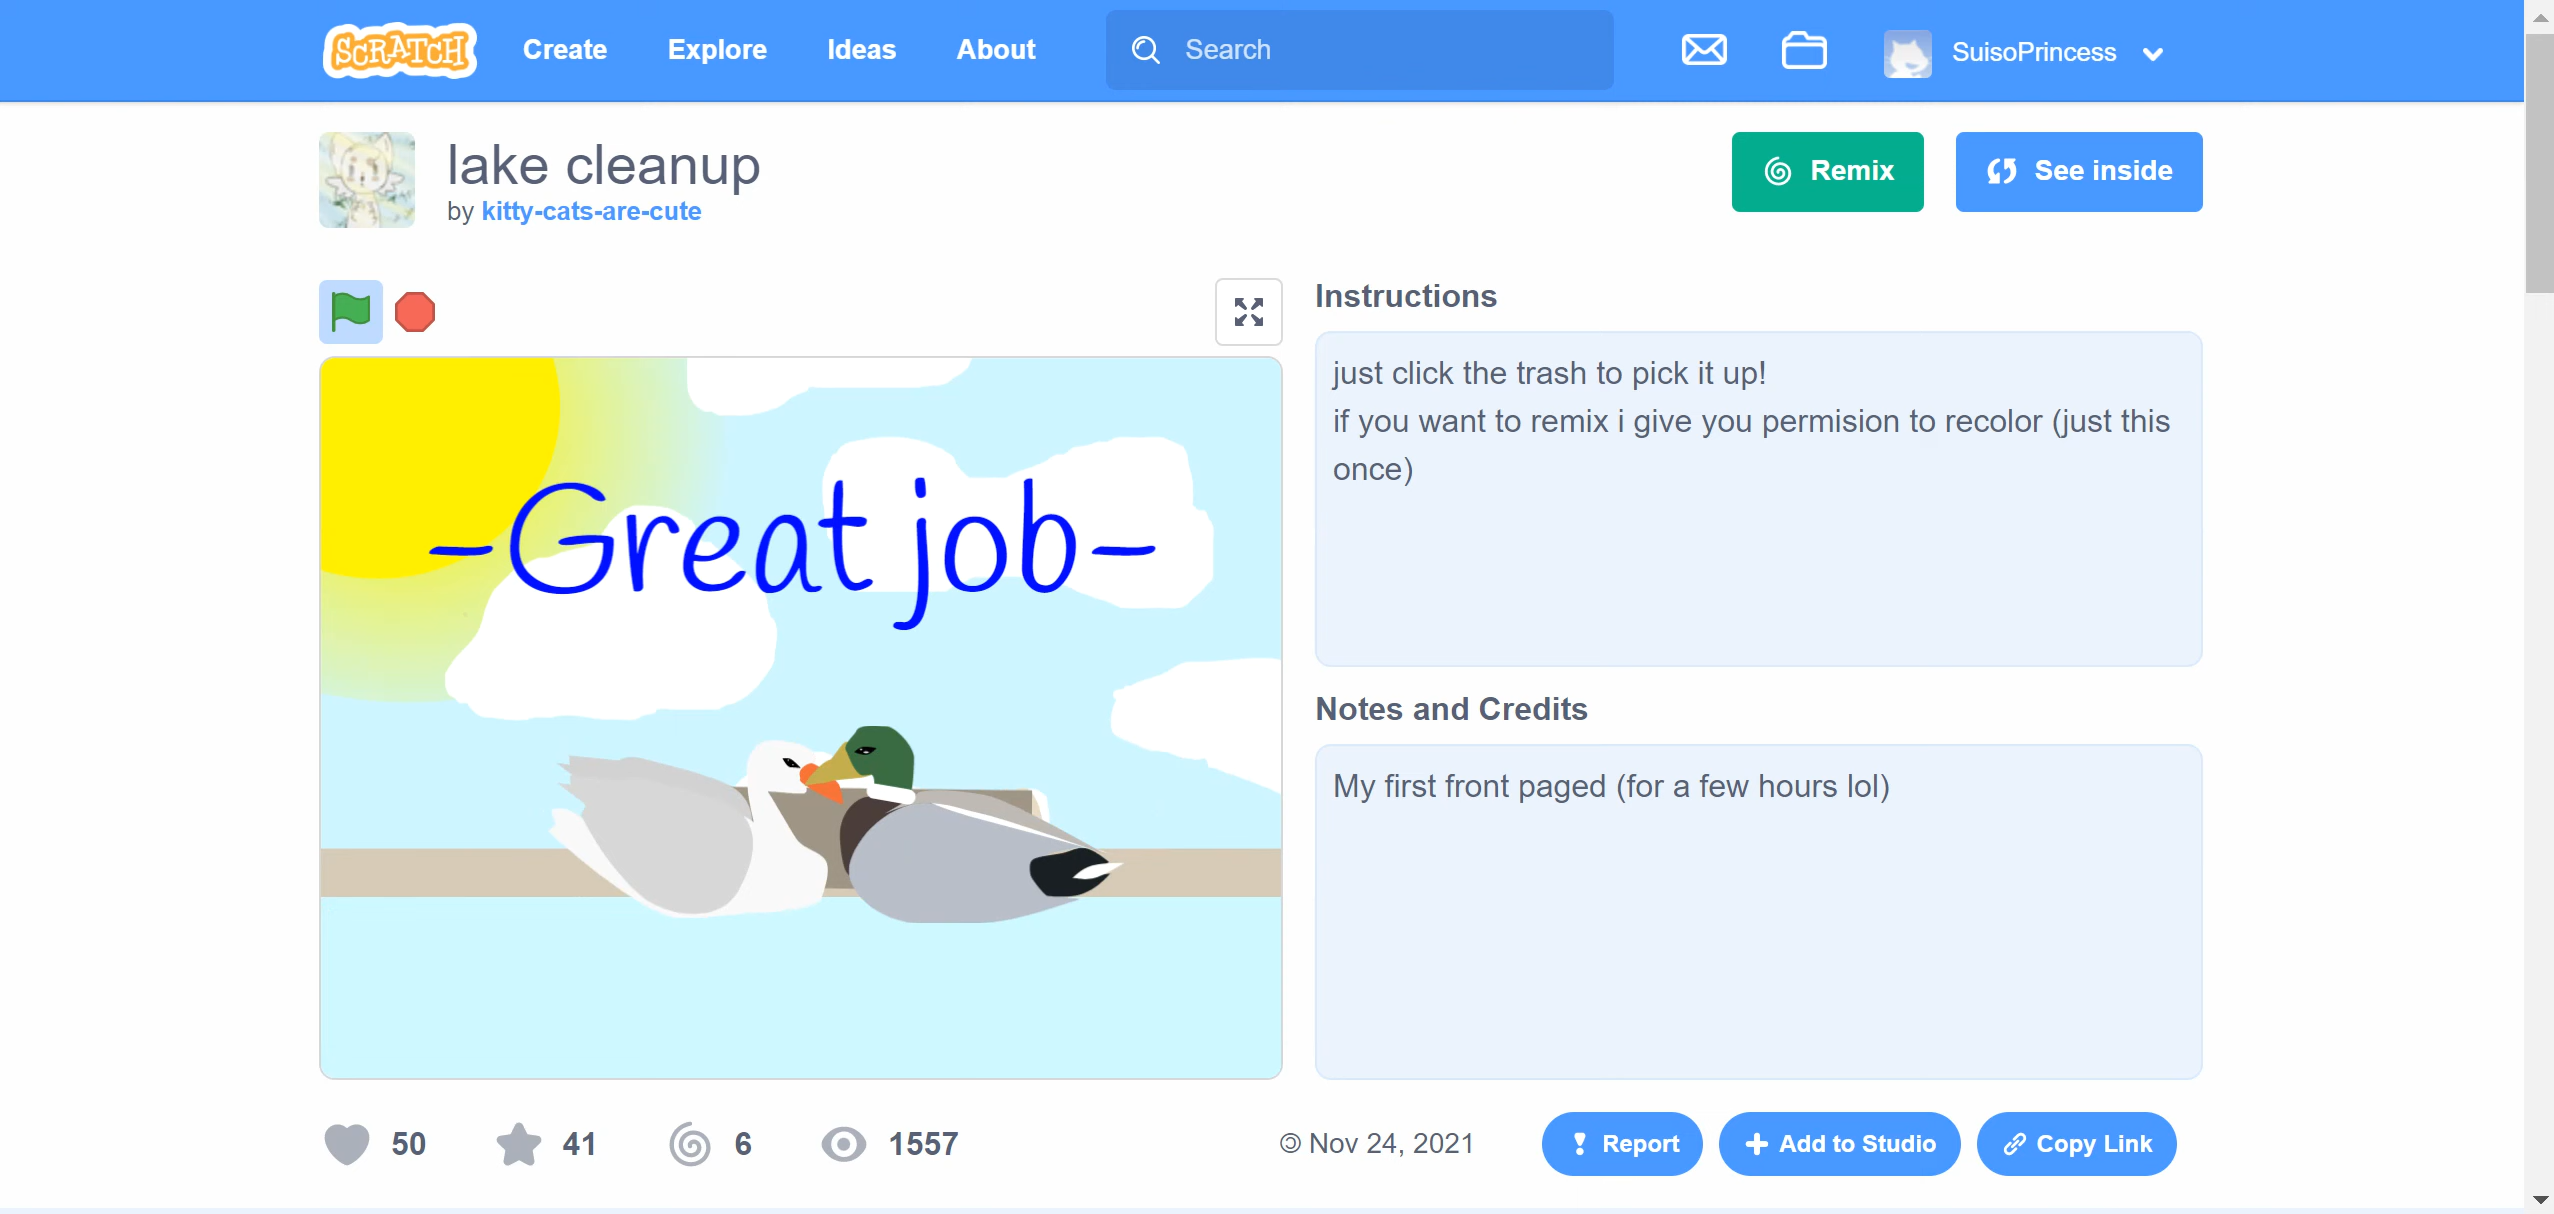 SCRATCH Create Explore Ideas About Search SuisoPrincess
lake cleanup
by kitty-cats-are-cute
Remix See inside
Instructions
just click the trash to pick it up!
if you want to remix i give you permision to recolor (just this
once)
-Great job-
Notes and Credits
My first front paged (for a few hours lol)
50 41 6 1557
Nov 24, 2021
Report Add to Studio Copy Link